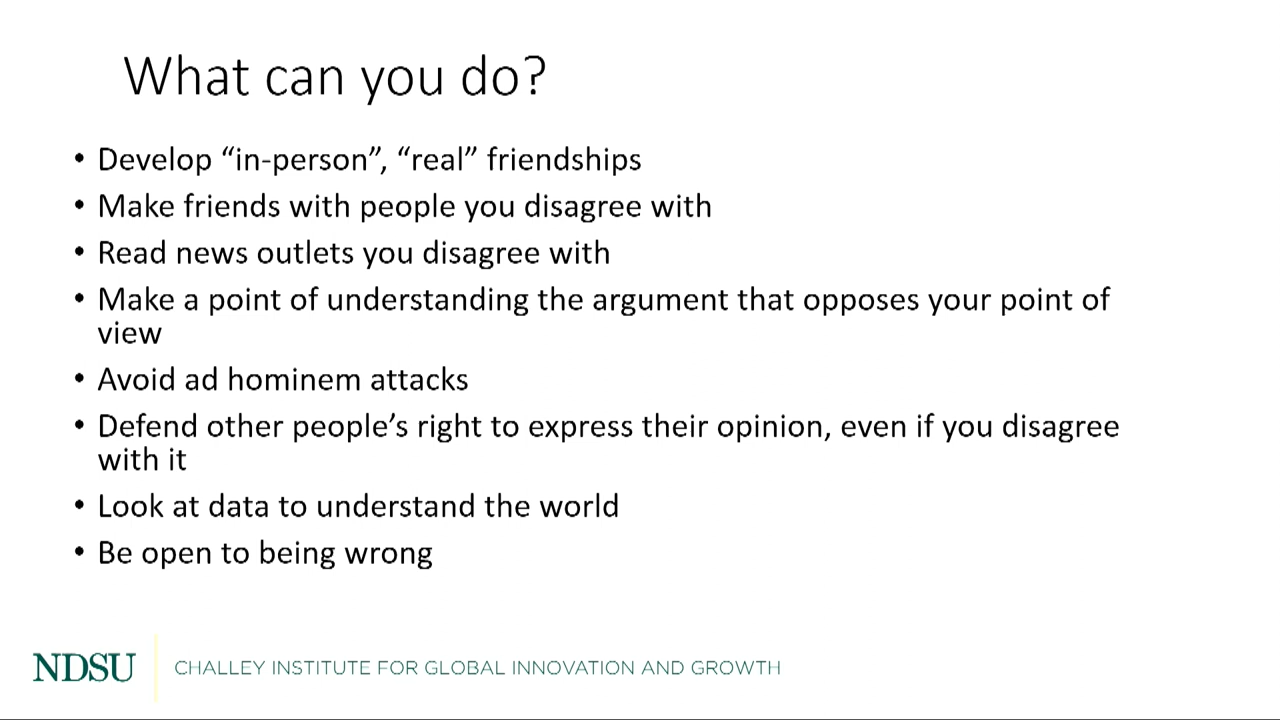 What can you do?
• Develop “in-person”, “real” friendships
• Make friends with people you disagree with
• Read news outlets you disagree with
• Make a point of understanding the argument that opposes your point of
view
• Avoid ad hominem attacks
• Defend other people’s right to express their opinion, even if you disagree
with it
• Look at data to understand the world
• Be open to being wrong
NDSU CHALLEY INSTITUTE FOR GLOBAL INNOVATION AND GROWTH